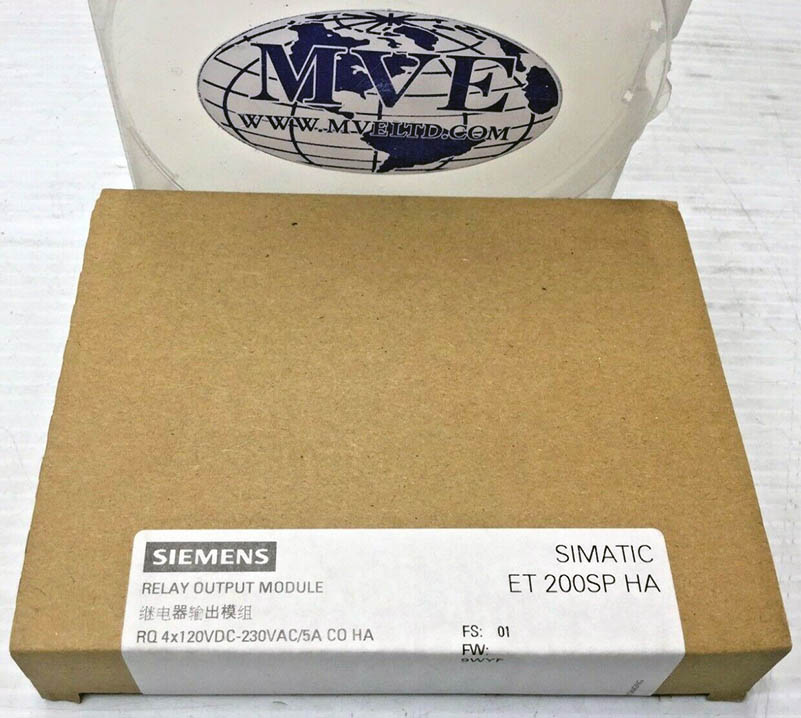 MVE
WWW.MVELTD.COM
SIEMENS
SIMATIC
RELAY OUTPUT MODULE
ET 200SP HA
继电器输出模组
RQ 4x120VDC-230VAC/5A CO HA
FS: 01
FW: